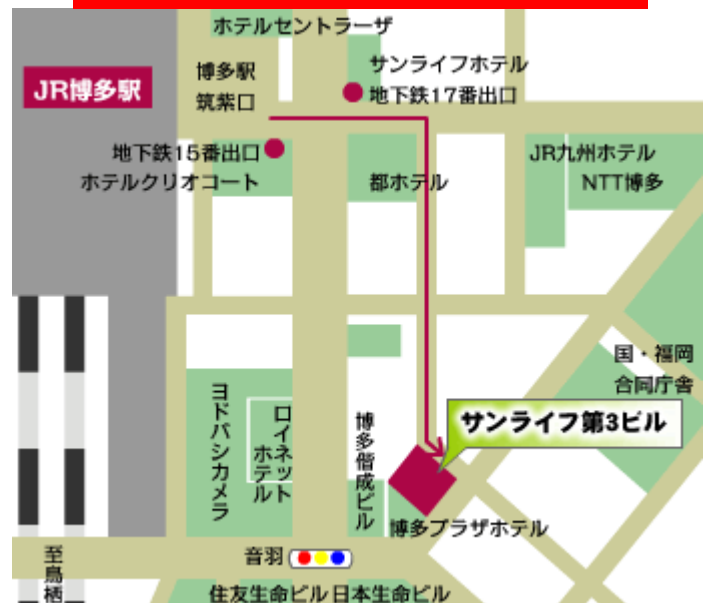 ホテルセントラーザ
JR博多駅
博多駅
筑紫口
サンライフホテル
地下鉄17番出口
地下鉄15番出口
ホテルクリオコート
都ホテル
JR九州ホテル
NTT博多
国・福岡
合同庁舎
サンライフ第3ビル
ヨドバシカメラ
ロイネット
ホテル
博多偕成ビル
博多プラザホテル
音羽
至鳥栖
住友生命ビル
日本生命ビル